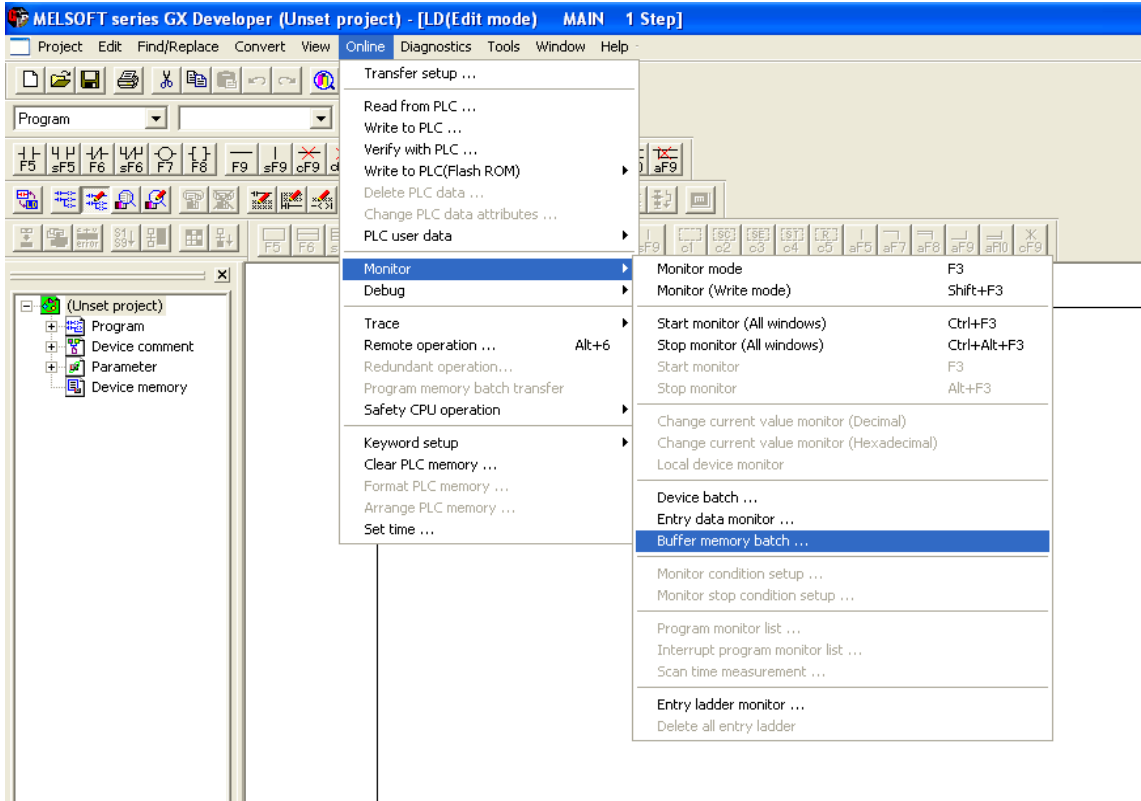 MELSOFT series GX Developer (Unset project) - [LD(Edit mode) MAIN 1 Step]
Project Edit Find/Replace Convert View Online Diagnostics Tools Window Help
Program
F5 sF5 F6 sF6 F7 F8 F9 sF9 cF9 aF9
F5 F6 sF9 c1 c2 c3 c4 c5 aF5 aF7 aF8 aF9 aF10 cF9
(Unset project)
Program
Device comment
Parameter
Device memory
Transfer setup ...
Read from PLC ...
Write to PLC ...
Verify with PLC ...
Write to PLC(Flash ROM)
Delete PLC data ...
Change PLC data attributes ...
PLC user data
Monitor
Debug
Trace
Remote operation ... Alt+6
Redundant operation...
Program memory batch transfer
Safety CPU operation
Keyword setup
Clear PLC memory ...
Format PLC memory ...
Arrange PLC memory ...
Set time ...
Monitor mode F3
Monitor (Write mode) Shift+F3
Start monitor (All windows) Ctrl+F3
Stop monitor (All windows) Ctrl+Alt+F3
Start monitor F3
Stop monitor Alt+F3
Change current value monitor (Decimal)
Change current value monitor (Hexadecimal)
Local device monitor
Device batch ...
Entry data monitor ...
Buffer memory batch ...
Monitor condition setup ...
Monitor stop condition setup ...
Program monitor list ...
Interrupt program monitor list ...
Scan time measurement ...
Entry ladder monitor ...
Delete all entry ladder